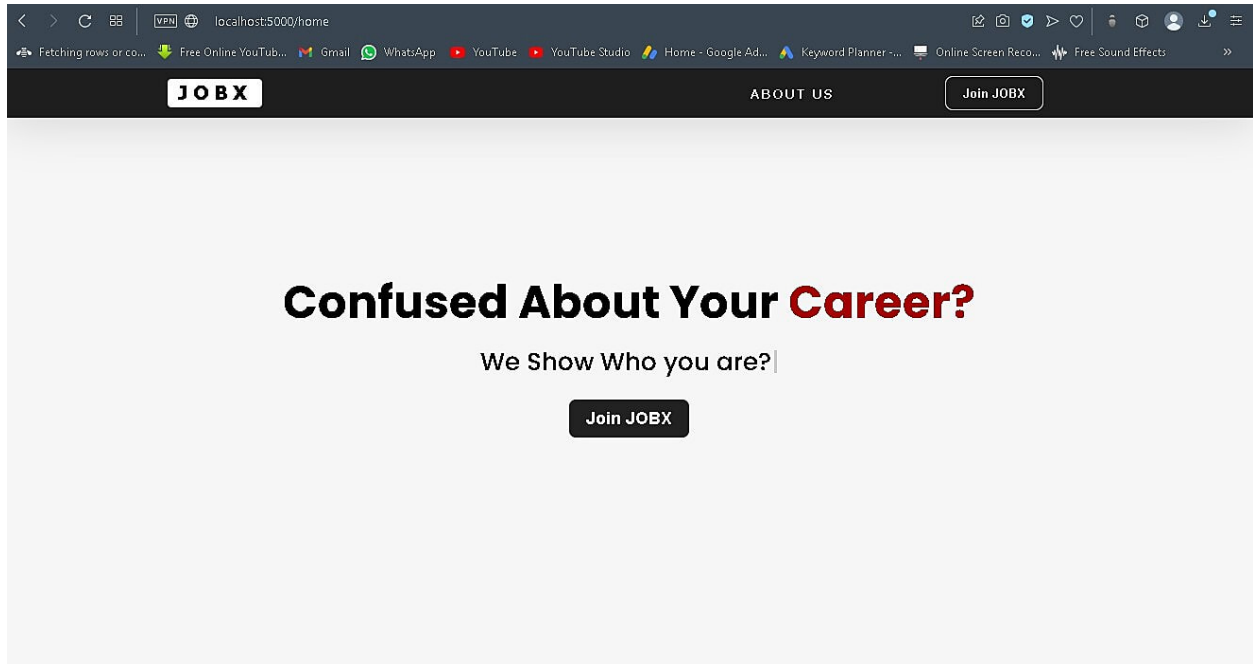 VPN localhost:5000/home
Fetching rows or co... Free Online YouTub... Gmail WhatsApp YouTube YouTube Studio Home - Google Ad... Keyword Planner -... Online Screen Reco... Free Sound Effects »
JOBX ABOUT US Join JOBX
Confused About Your Career?
We Show Who you are?
Join JOBX